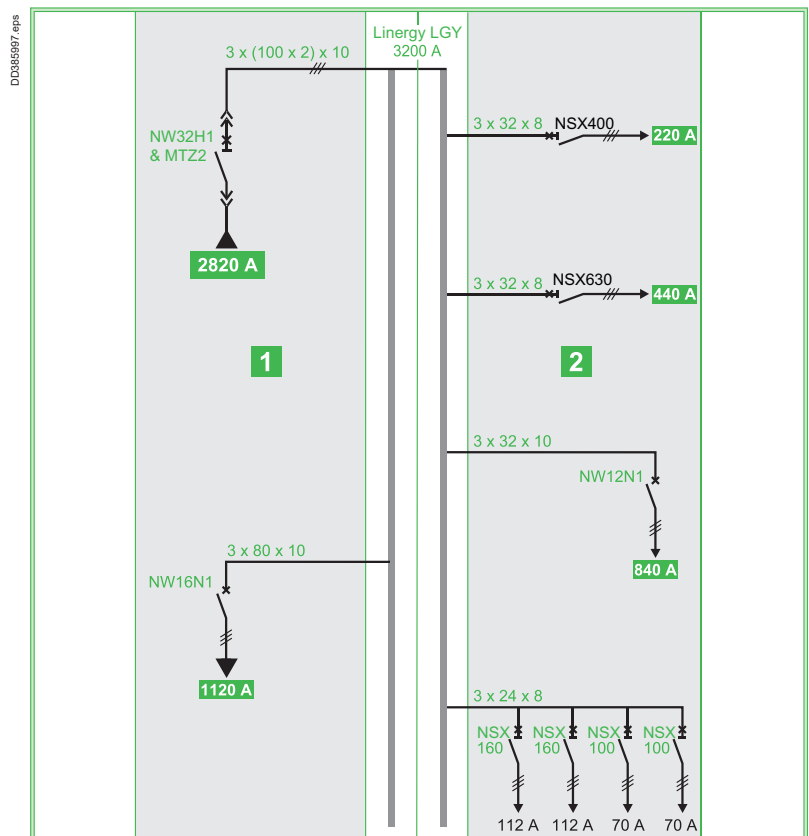 DD385997.eps
Linergy LGY
3200 A
3 x (100 x 2) x 10
NW32H1
& MTZ2
2820 A
3 x 32 x 8
NSX400
220 A
3 x 32 x 8
NSX630
440 A
1
2
3 x 32 x 10
NW12N1
840 A
3 x 80 x 10
NW16N1
1120 A
3 x 24 x 8
NSX
160
NSX
160
NSX
100
NSX
100
112 A
112 A
70 A
70 A